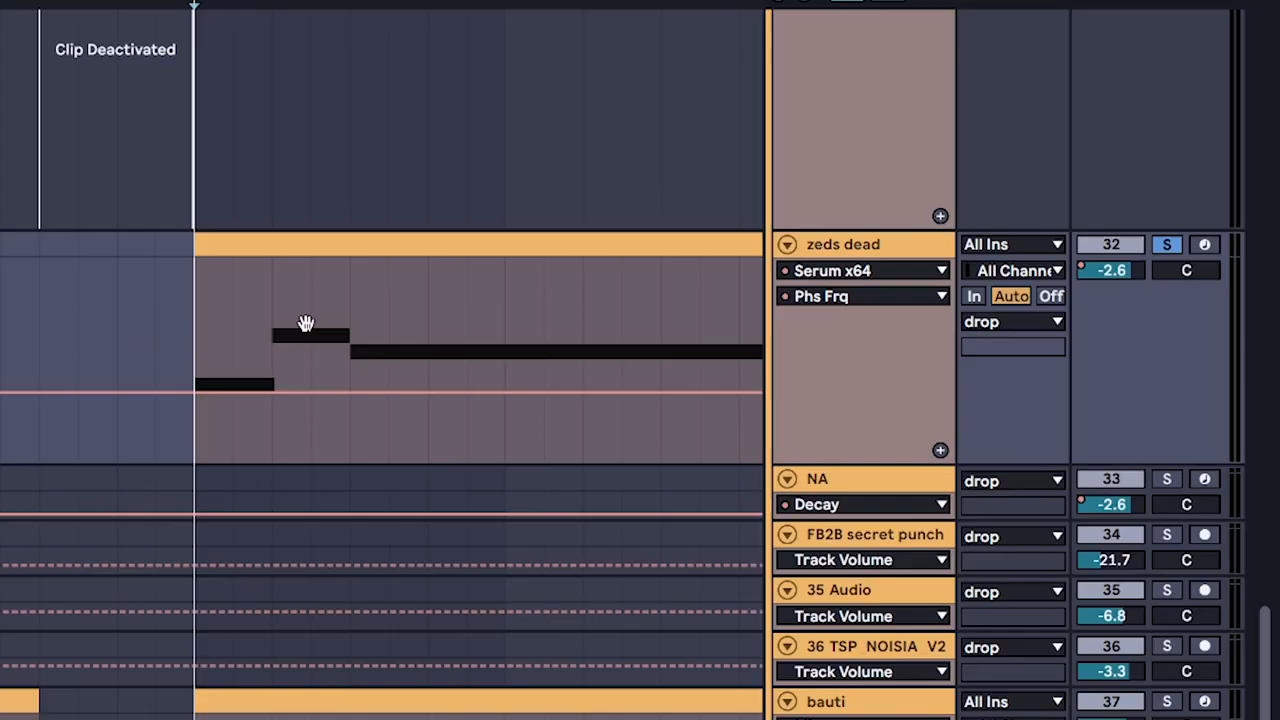 Clip Deactivated
zeds dead All Ins 32 S
Serum x64 All Channe -2.6 C
Phs Frq In Auto Off
drop
NA drop 33 S
Decay -2.6 C
FB2B secret punch drop 34 S
Track Volume -21.7 C
35 Audio drop 35 S
Track Volume -6.8 C
36 TSP NOISIA V2 drop 36 S
Track Volume -3.3 C
bauti All Ins 37 S